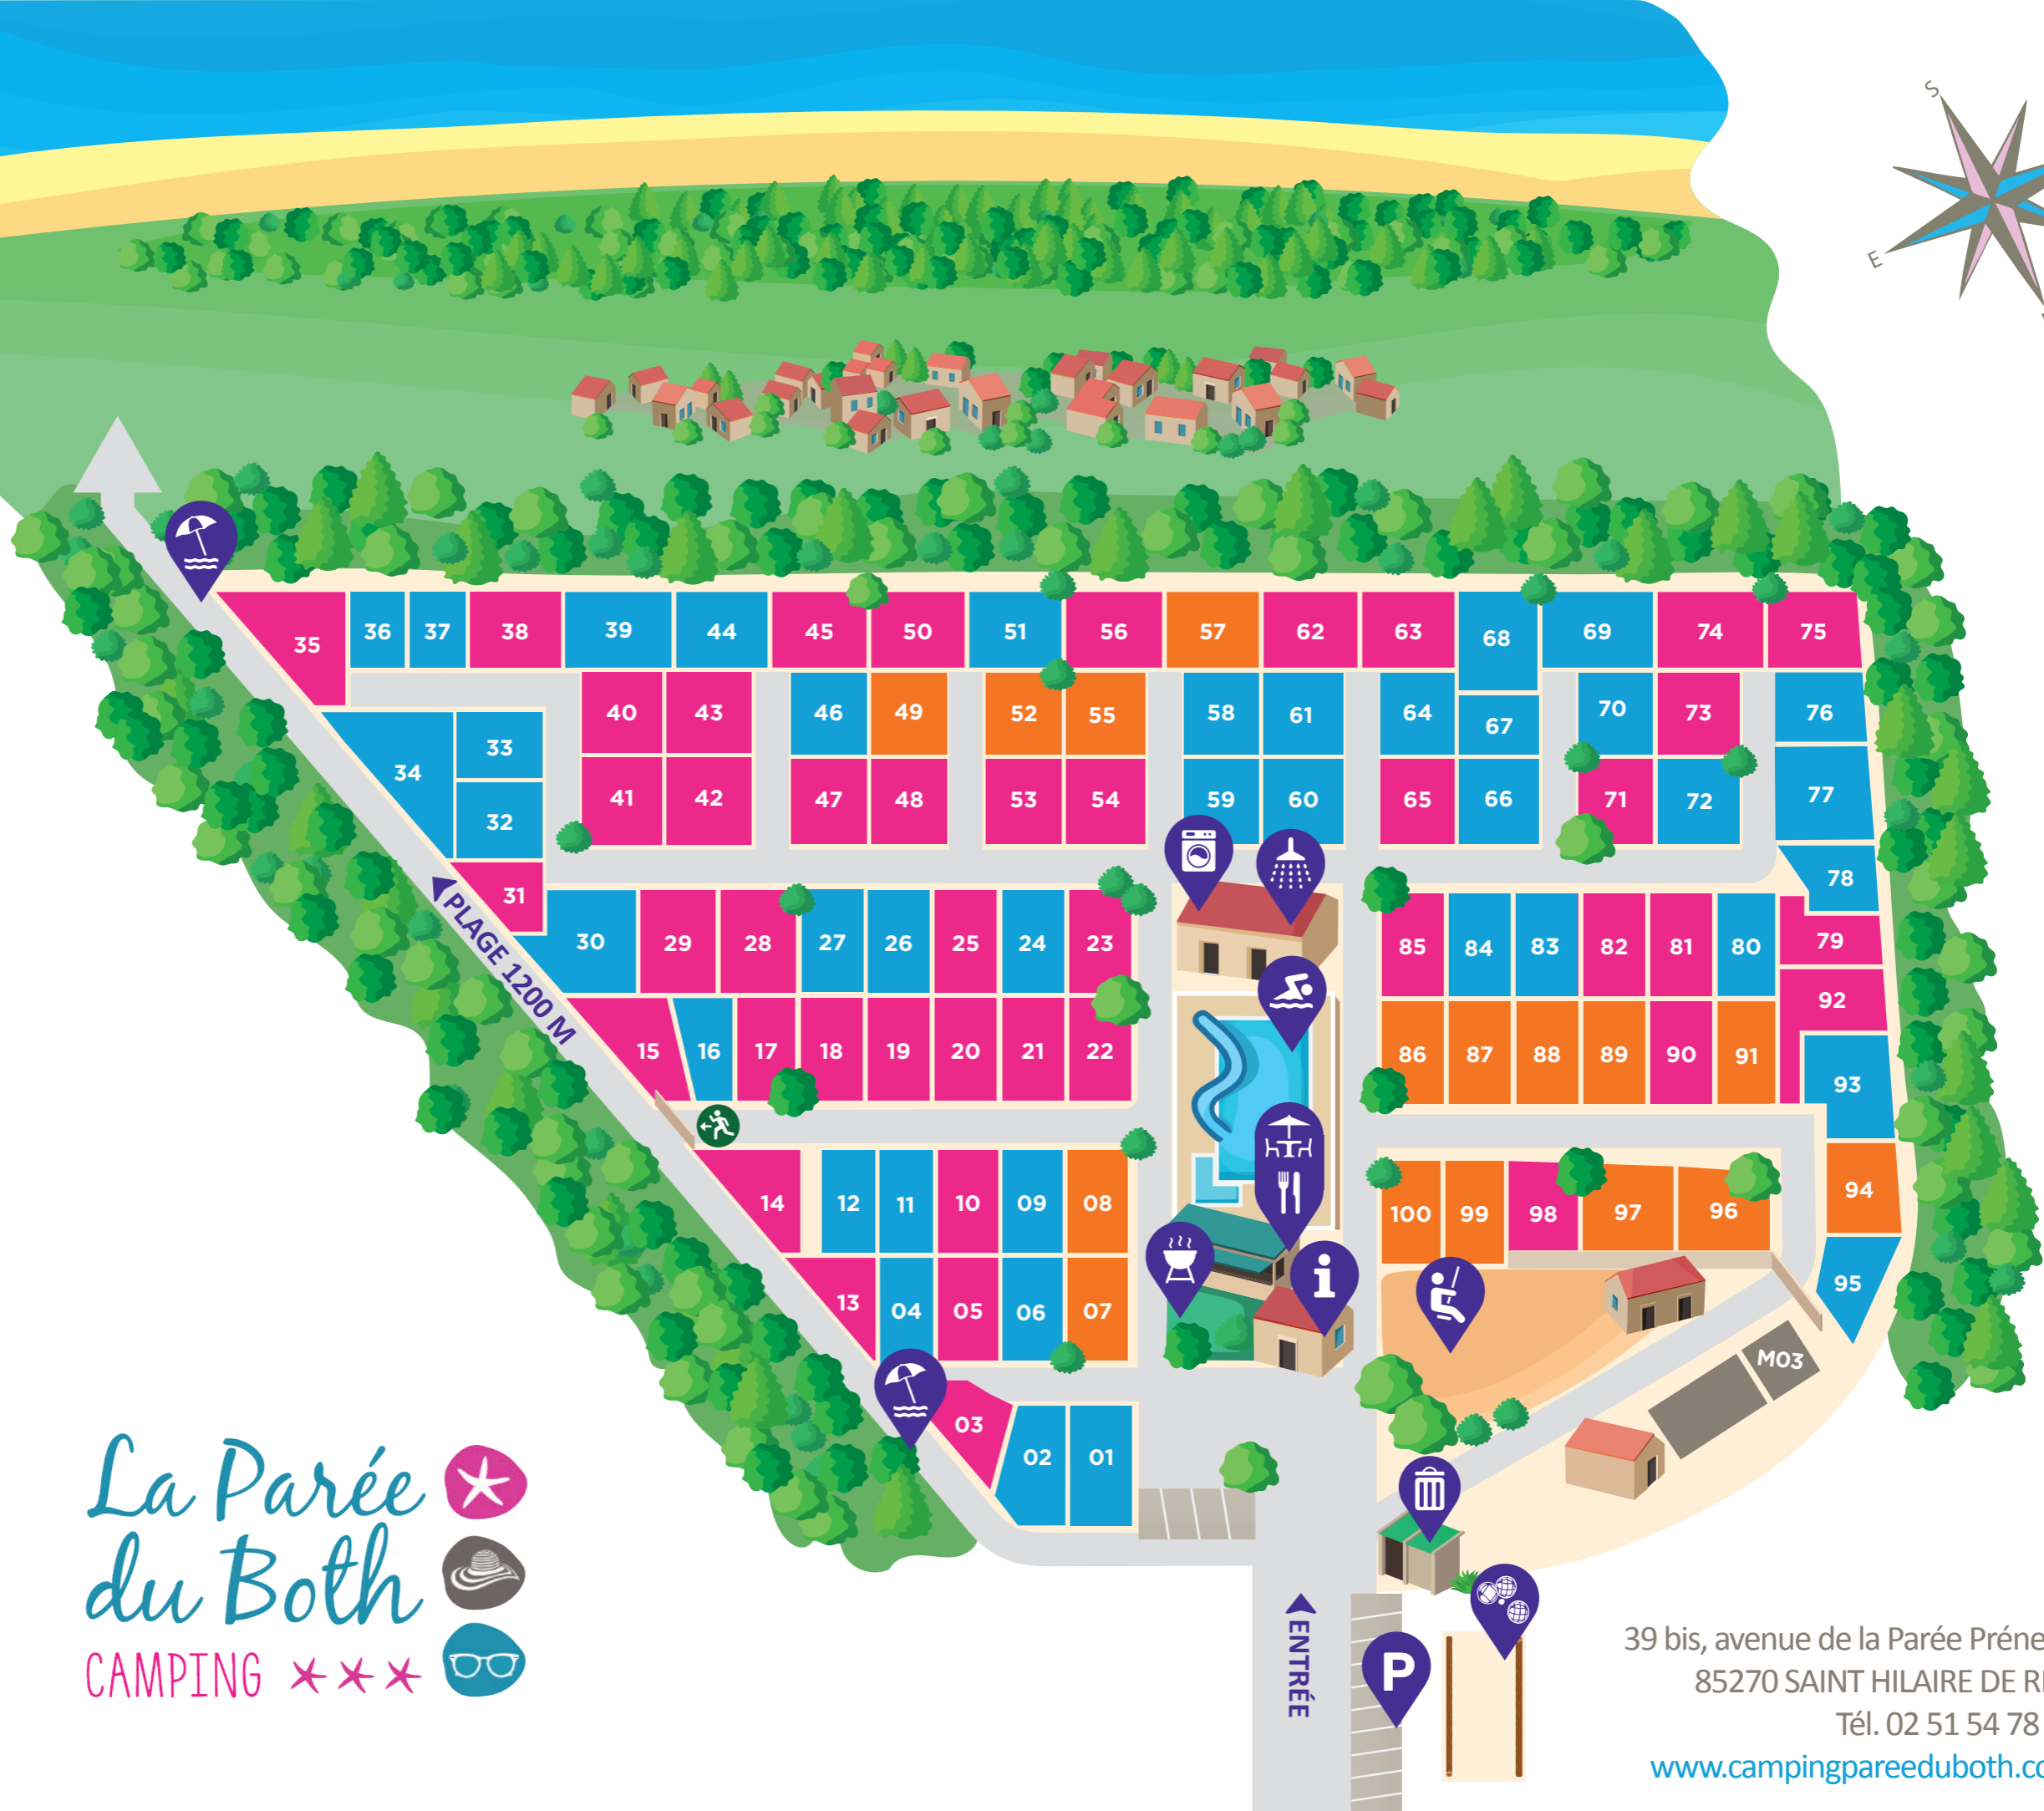 S
E
35 36 37 38 39 44 45 50 51 56 57 62 63 68 69 74 75
40 43 46 49 52 55 58 61 64 67 70 73 76
33
34
41 42 47 48 53 54 59 60 65 66 71 72 77
32
78
31
30 29 28 27 26 25 24 23 85 84 83 82 81 80 79
PLAGE 1200 M
92
15 16 17 18 19 20 21 22 86 87 88 89 90 91
93
14 12 11 10 09 08 100 99 98 97 96 94
13 04 05 06 07 95
i
M03
03
02 01
La Parée
du Both
CAMPING
ENTRÉE
P
39 bis, avenue de la Parée
85270 SAINT HILAIRE DE
Tél. 02 51 54 78
www.campingpareeduboth.co